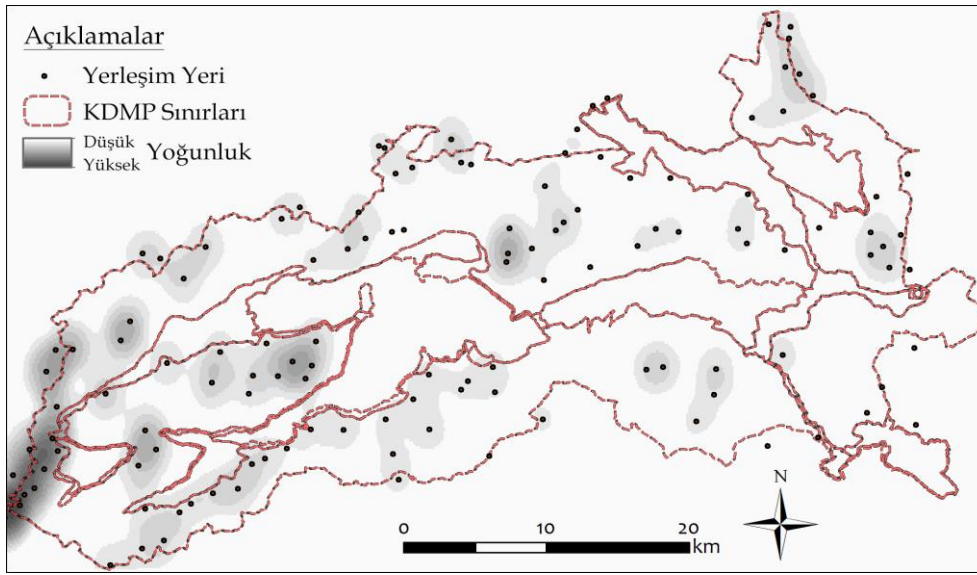 Açıklamalar
Yerleşim Yeri
KDMP Sınırları
Düşük
Yüksek
Yoğunluk
N
0 10 20
km